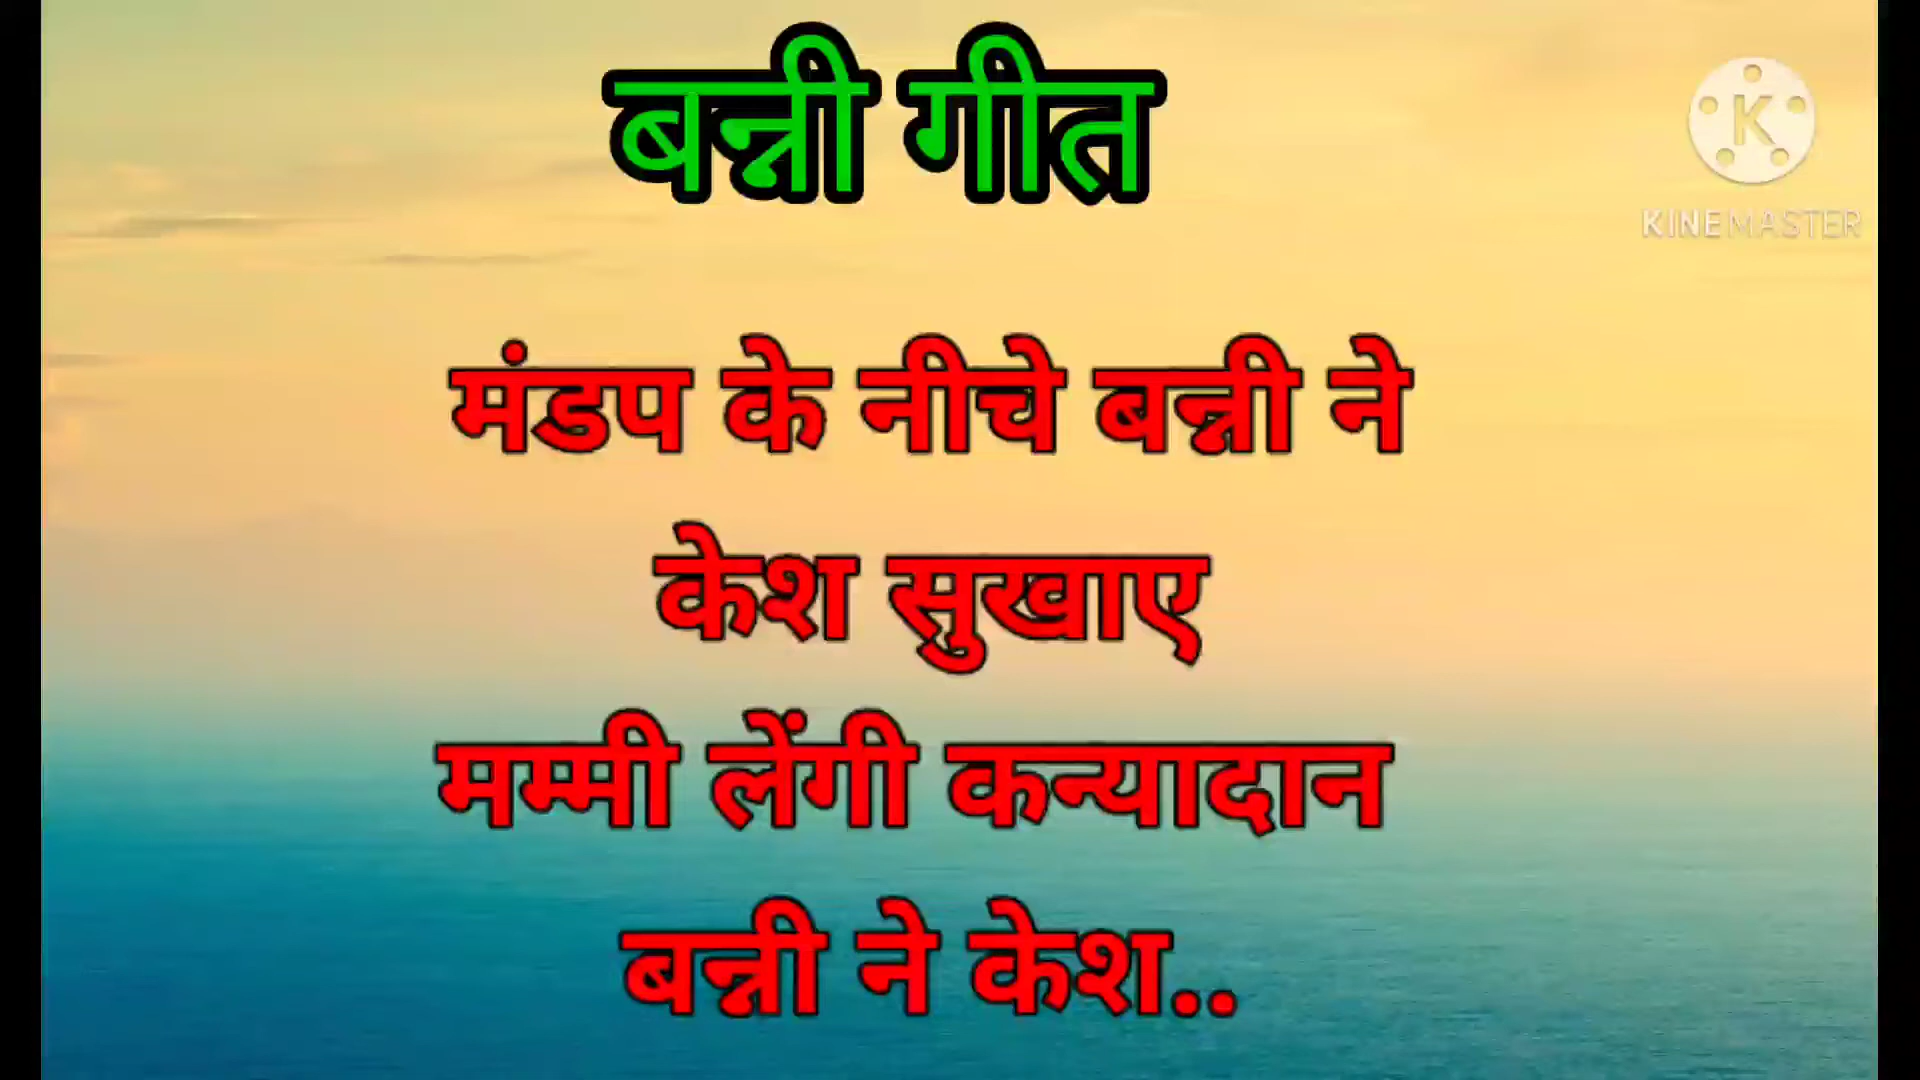 बन्नी गीत
K
KINEMASTER
मंडप के नीचे बन्नी ने
केश सुखाए
मम्मी लेंगी कन्यादान
बन्नी ने केश..